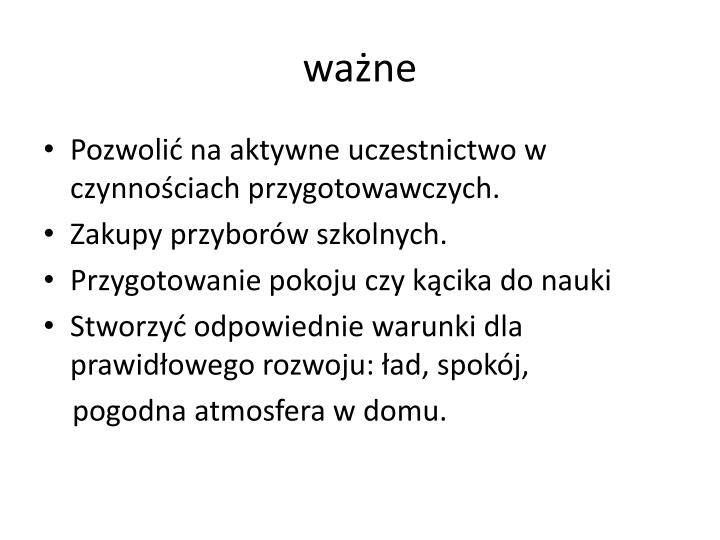 ważne
• Pozwolić na aktywne uczestnictwo w
czynnościach przygotowawczych.
• Zakupy przyborów szkolnych.
• Przygotowanie pokoju czy kącika do nauki
• Stworzyć odpowiednie warunki dla
prawidłowego rozwoju: ład, spokój,
pogodna atmosfera w domu.